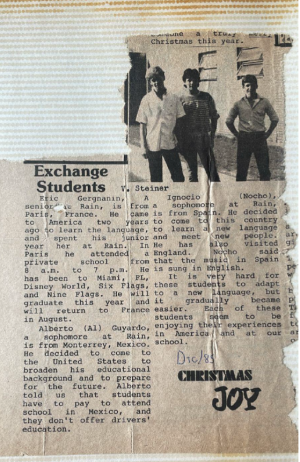 a truly
Christmas this year.
Exchange
Students V. Steiner
Eric Gergnanin, A
senior at Rain, is from
Paris, France. He came
to America two years
ago to learn the language,
and spent his junior
year her at Rain. In
Paris he attended a
private school from
8 a.m. to 7 p.m. He
has been to Miami, FL,
Disney World, Six Flags,
and Nine Flags. He will
graduate this year and
will return to France
in August.
Alberto (Al) Guyardo,
a sophomore at Rain,
is from Monterrey, Mexico.
He decided to come to
the United States to
broaden his educational
background and to prepare
for the future. Alberto
told us that students
have to pay to attend
school in Mexico, and
they don't offer drivers'
education.
Ignocio (Nocho),
a sophomore at Rain,
is from Spain. He decided
to come to this country
to learn a new language
and meet new people.
He has also visited
England. Nocho said
that the music in Spain
is sung in English.
It is very hard for
these students to adapt
to a new language, but
it gradually became
easier. Each of these
students seem to be
enjoying their experiences
in America and at our
school.
Dec/85
CHRISTMAS
JOY